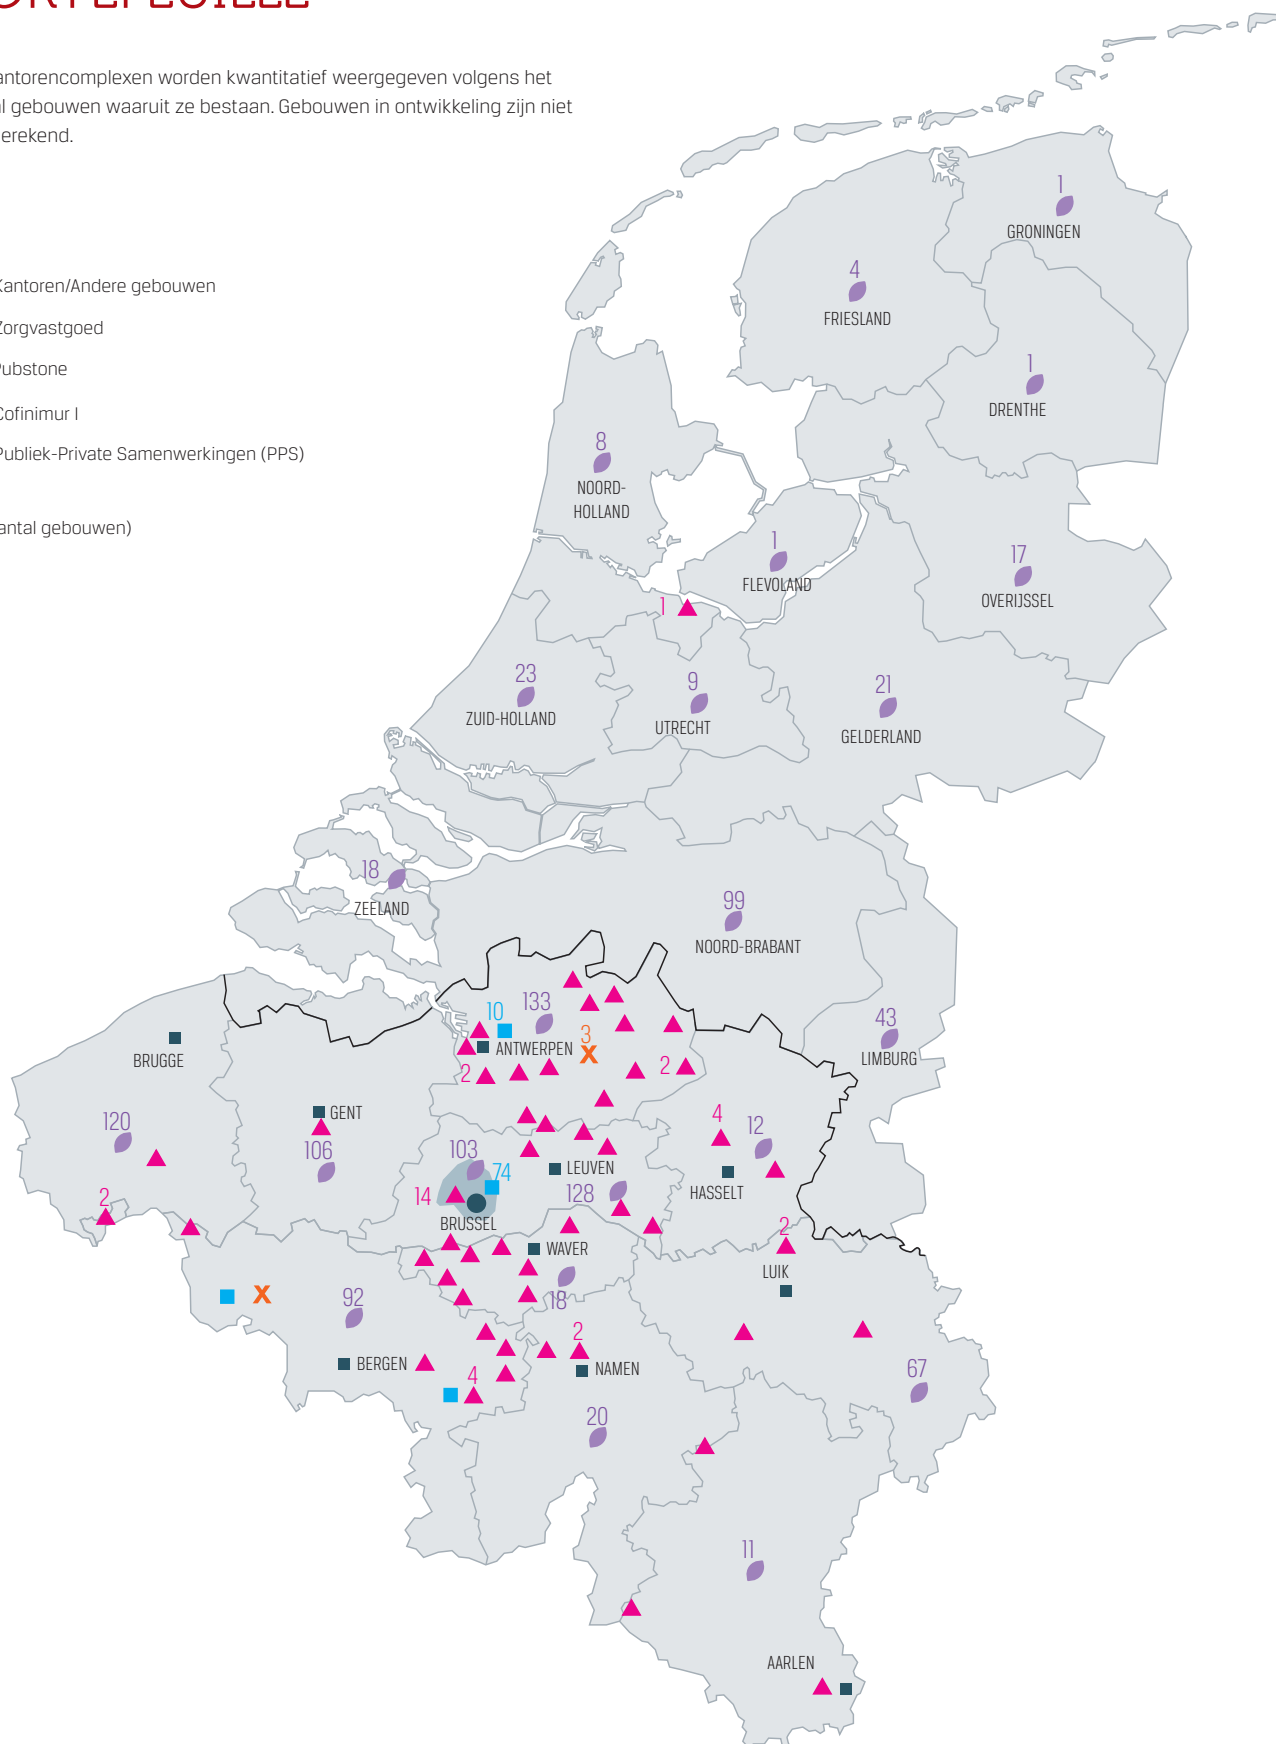 antorencomplexen worden kwantitatief weergegeven volgens het
l gebouwen waaruit ze bestaan. Gebouwen in ontwikkeling zijn niet
erekend.
Kantoren/Andere gebouwen
Zorgvastgoed
Pubstone
Cofinimur I
Publiek-Private Samenwerkingen (PPS)
antal gebouwen)
1
GRONINGEN
4
FRIESLAND
1
DRENTHE
8
NOORD-
HOLLAND
1
FLEVOLAND
17
OVERIJSSEL
1
23
ZUID-HOLLAND
9
UTRECHT
21
GELDERLAND
18
ZEELAND
99
NOORD-BRABANT
10
133
3
X
43
LIMBURG
BRUGGE
ANTWERPEN
2
2
GENT
120
106
4
12
103
74
LEUVEN
128
HASSELT
14
BRUSSEL
2
2
WAVER
LUIK
18
X
92
2
BERGEN
NAMEN
4
67
20
11
AARLEN